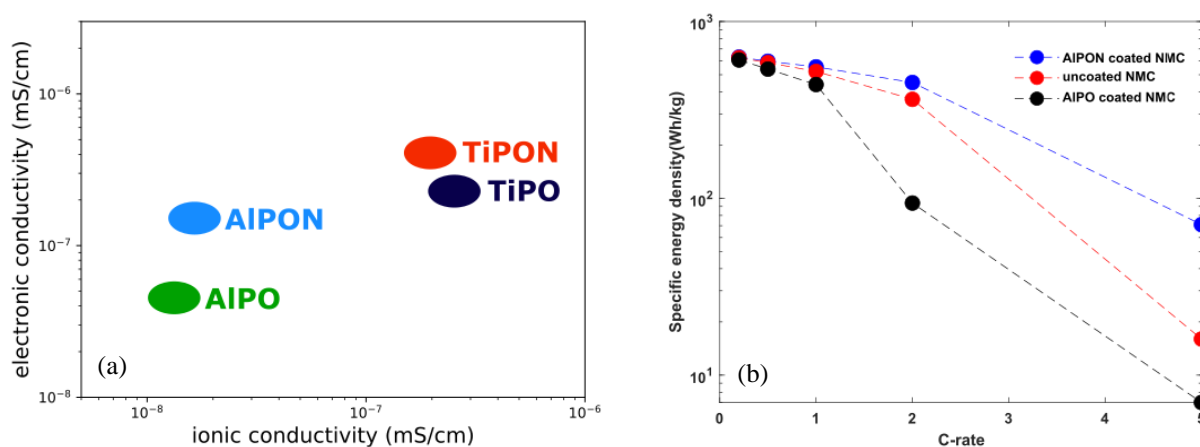 electronic conductivity (mS/cm)
10⁻⁶
10⁻⁷
10⁻⁸
TiPON
TiPO
AlPON
AlPO
(a)
10⁻⁸
10⁻⁷
10⁻⁶
ionic conductivity (mS/cm)
Specific energy density(Wh/kg)
10³
10²
10¹
AlPON coated NMC
uncoated NMC
AlPO coated NMC
(b)
0
1
2
3
4
5
C-rate